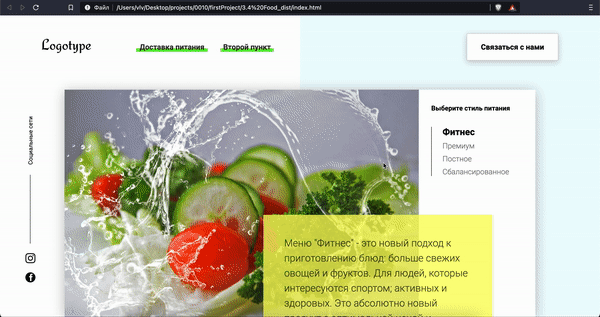 Файл
/Users/viv/Desktop/projects/0010/firstProject/3.4%20Food_dist/index.html
Logotype
Доставка питания
Второй пункт
Связаться с нами
Социальные сети
Выберите стиль питания
Фитнес
Премиум
Постное
Сбалансированное
Меню "Фитнес" - это новый подход к
приготовлению блюд: больше свежих
овощей и фруктов. Для людей, которые
интересуются спортом; активных и
здоровых. Это абсолютно новый